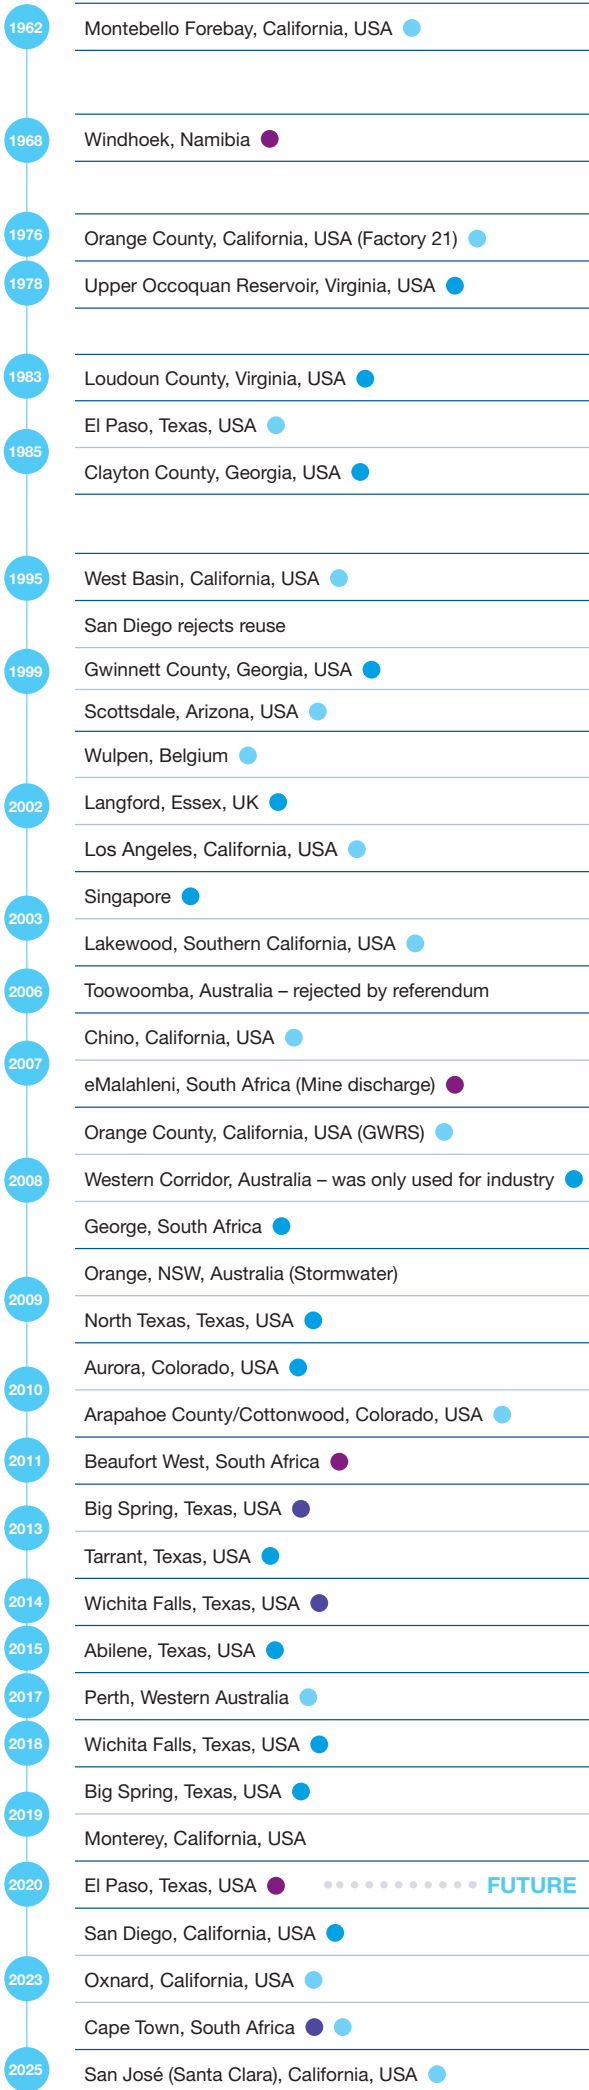 1962
Montebello Forebay, California, USA
1968
Windhoek, Namibia
1976
Orange County, California, USA (Factory 21)
1978
Upper Occoquan Reservoir, Virginia, USA
1983
Loudoun County, Virginia, USA
El Paso, Texas, USA
1985
Clayton County, Georgia, USA
1995
West Basin, California, USA
San Diego rejects reuse
1999
Gwinnett County, Georgia, USA
Scottsdale, Arizona, USA
Wulpen, Belgium
2002
Langford, Essex, UK
Los Angeles, California, USA
Singapore
2003
Lakewood, Southern California, USA
2006
Toowoomba, Australia – rejected by referendum
Chino, California, USA
2007
eMalahleni, South Africa (Mine discharge)
Orange County, California, USA (GWRS)
2008
Western Corridor, Australia – was only used for industry
George, South Africa
Orange, NSW, Australia (Stormwater)
2009
North Texas, Texas, USA
Aurora, Colorado, USA
2010
Arapahoe County/Cottonwood, Colorado, USA
2011
Beaufort West, South Africa
Big Spring, Texas, USA
2013
Tarrant, Texas, USA
2014
Wichita Falls, Texas, USA
2015
Abilene, Texas, USA
2017
Perth, Western Australia
2018
Wichita Falls, Texas, USA
Big Spring, Texas, USA
2019
Monterey, California, USA
2020
El Paso, Texas, USA
FUTURE
San Diego, California, USA
2023
Oxnard, California, USA
Cape Town, South Africa
2025
San José (Santa Clara), California, USA